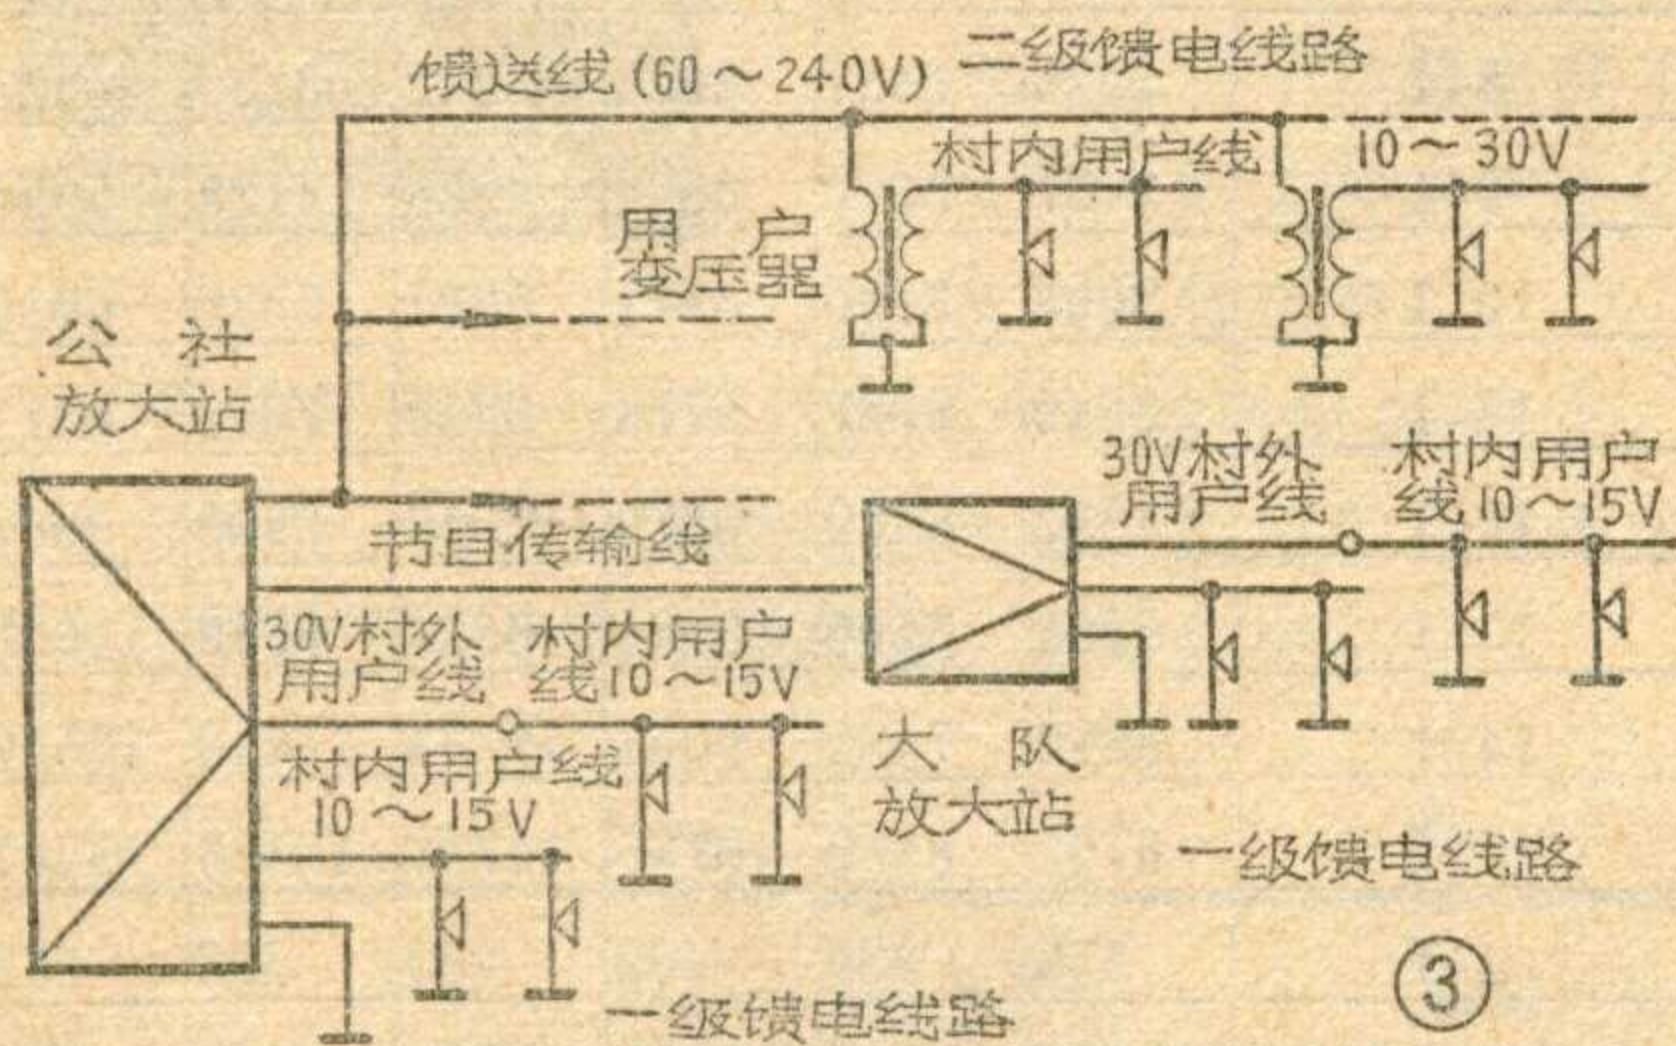 馈送线(60～240V)
二级馈电线路
村内用户线
10～30V
用 户
变压器
公 社
放大站
30V村外
用户线
村内用户
线10～15V
节目传输线
30V村外
用户线
村内用户
线10～15V
村内用户线
10～15V
大 队
放大站
一级馈电线路
一级馈电线路
③